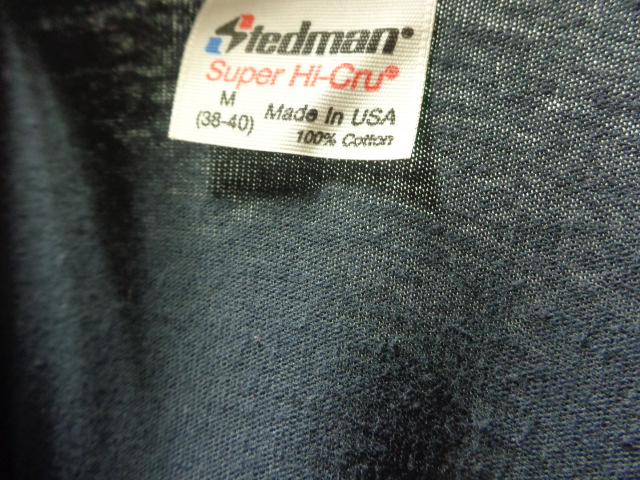 Stedman®
Super Hi-Cru®
M
(38-40)
Made In USA
100% Cotton